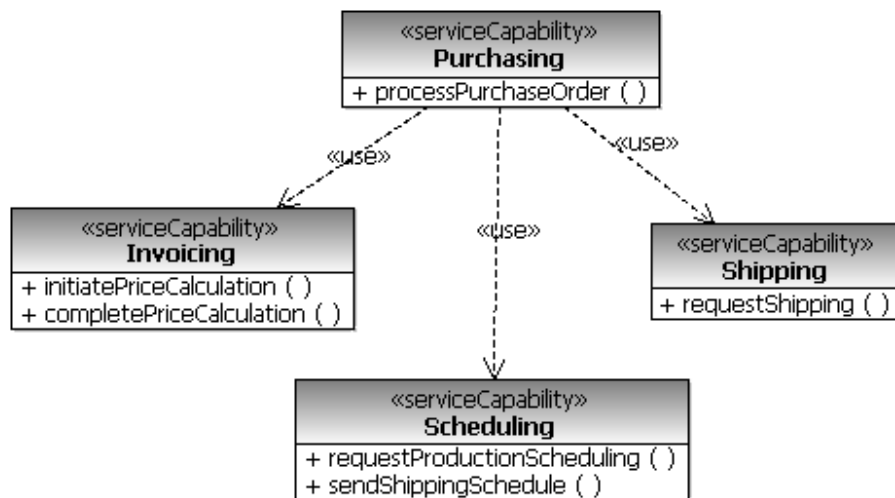 «serviceCapability»
Purchasing
+ processPurchaseOrder ( )
«use»
«use»
«use»
«serviceCapability»
Invoicing
+ initiatePriceCalculation ( )
+ completePriceCalculation ( )
«serviceCapability»
Shipping
+ requestShipping ( )
«serviceCapability»
Scheduling
+ requestProductionScheduling ( )
+ sendShippingSchedule ( )